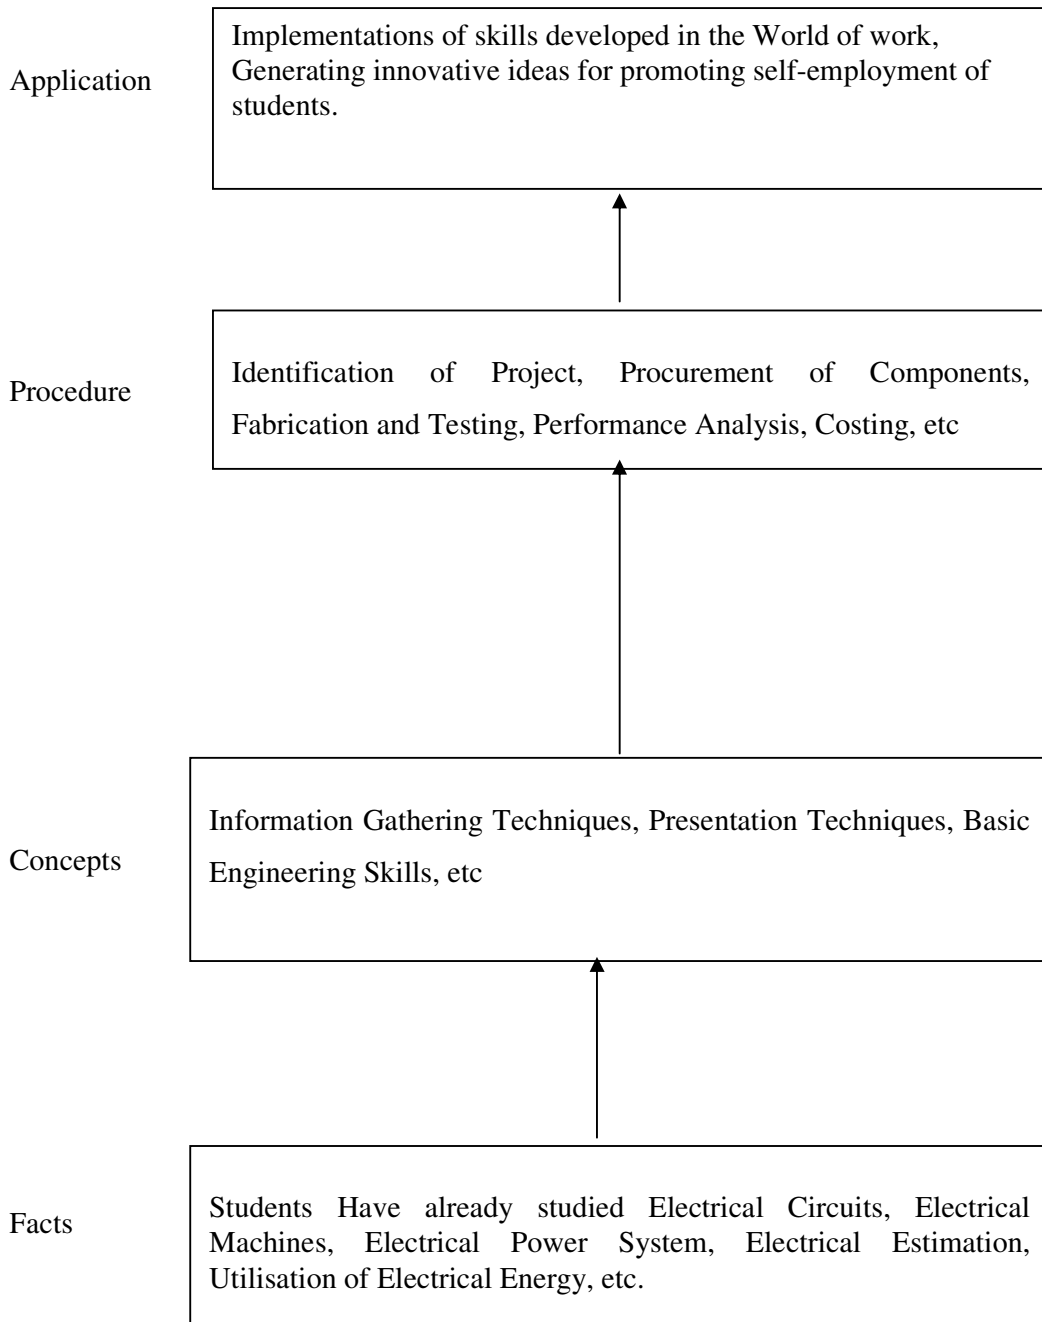 Application
Implementations of skills developed in the World of work,
Generating innovative ideas for promoting self-employment of
students.
Procedure
Identification of Project, Procurement of Components,
Fabrication and Testing, Performance Analysis, Costing, etc
Concepts
Information Gathering Techniques, Presentation Techniques, Basic
Engineering Skills, etc
Facts
Students Have already studied Electrical Circuits, Electrical
Machines, Electrical Power System, Electrical Estimation,
Utilisation of Electrical Energy, etc.